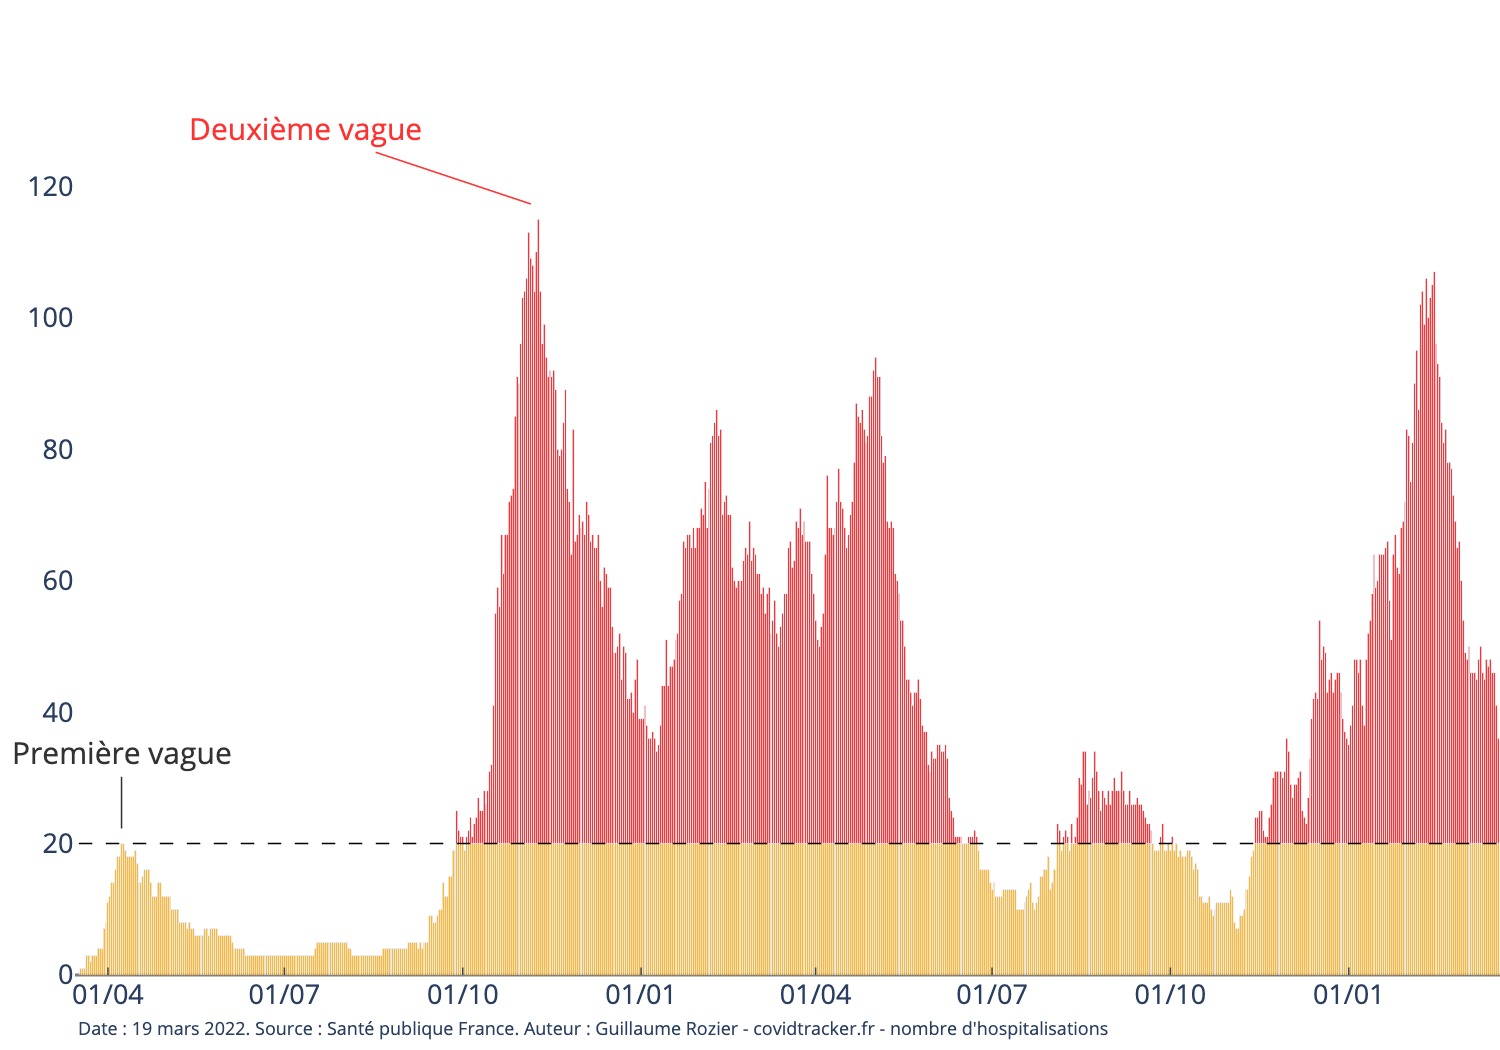 Deuxième vague
120
100
80
60
40
Première vague
20
0
01/04 01/07 01/10 01/01 01/04 01/07 01/10 01/01
Date : 19 mars 2022. Source : Santé publique France. Auteur : Guillaume Rozier - covidtracker.fr - nombre d'hospitalisations